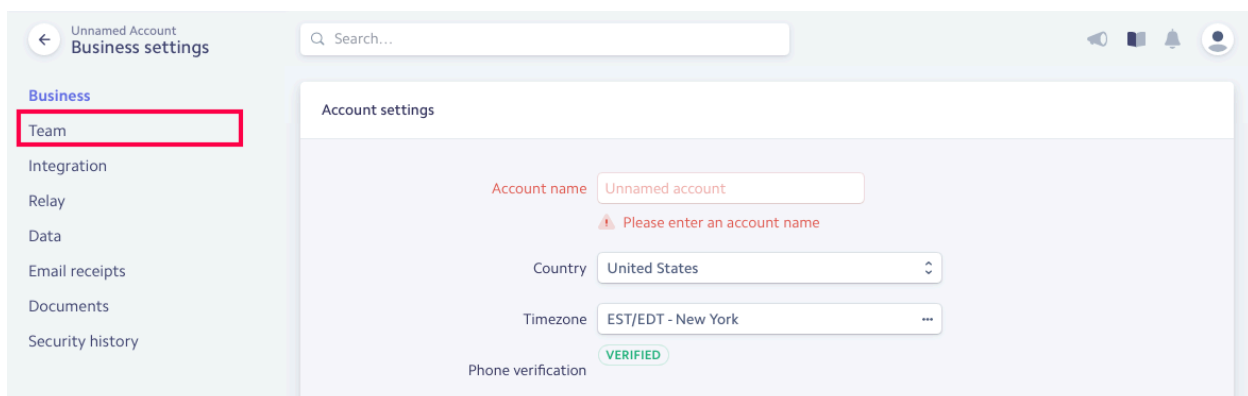 Unnamed Account
Business settings
Search...
Business
Team
Integration
Relay
Data
Email receipts
Documents
Security history
Account settings
Account name Unnamed account
Please enter an account name
Country United States
Timezone EST/EDT - New York
VERIFIED
Phone verification